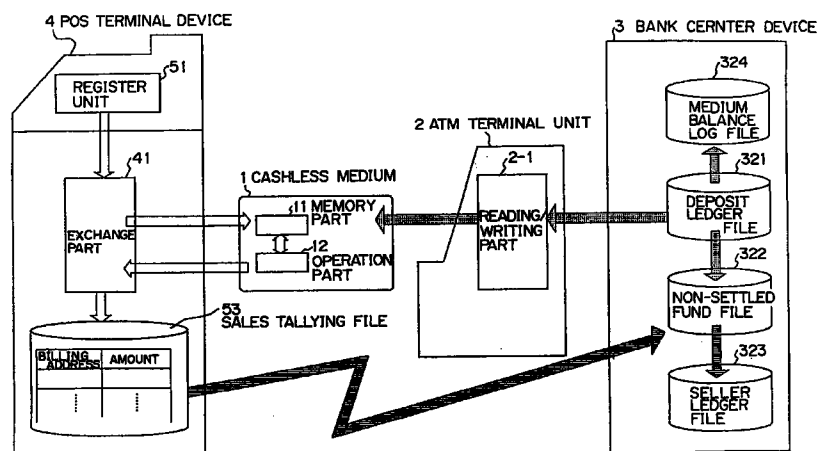 4 POS TERMINAL DEVICE
51
REGISTER
UNIT
41
EXCHANGE
PART
53
SALES TALLYING FILE
BILLING
ADDRESS
AMOUNT
1 CASHLESS MEDIUM
11 MEMORY
PART
12
OPERATION
PART
2 ATM TERMINAL UNIT
2-1
READING/
WRITING
PART
3 BANK CERNTER DEVICE
324
MEDIUM
BALANCE
LOG FILE
321
DEPOSIT
LEDGER
FILE
322
NON-SETTLED
FUND FILE
323
SELLER
LEDGER
FILE